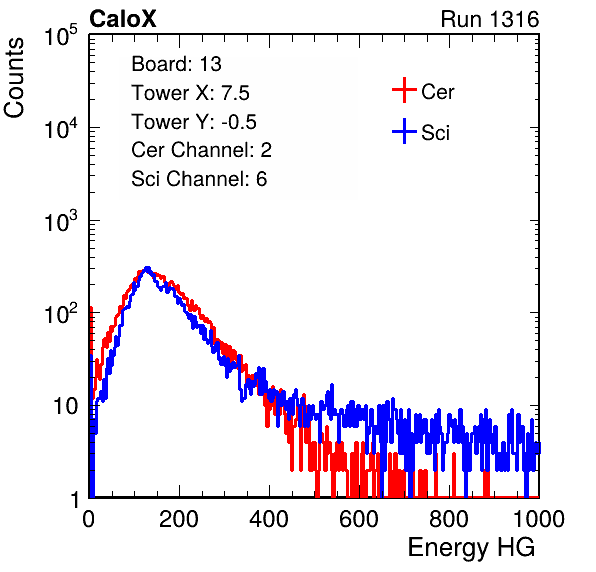 CaloX
Run 1316
Counts
Board: 13
Tower X: 7.5
Tower Y: -0.5
Cer Channel: 2
Sci Channel: 6
Cer
Sci
10^5
10^4
10^3
10^2
10
1
0 200 400 600 800 1000
Energy HG